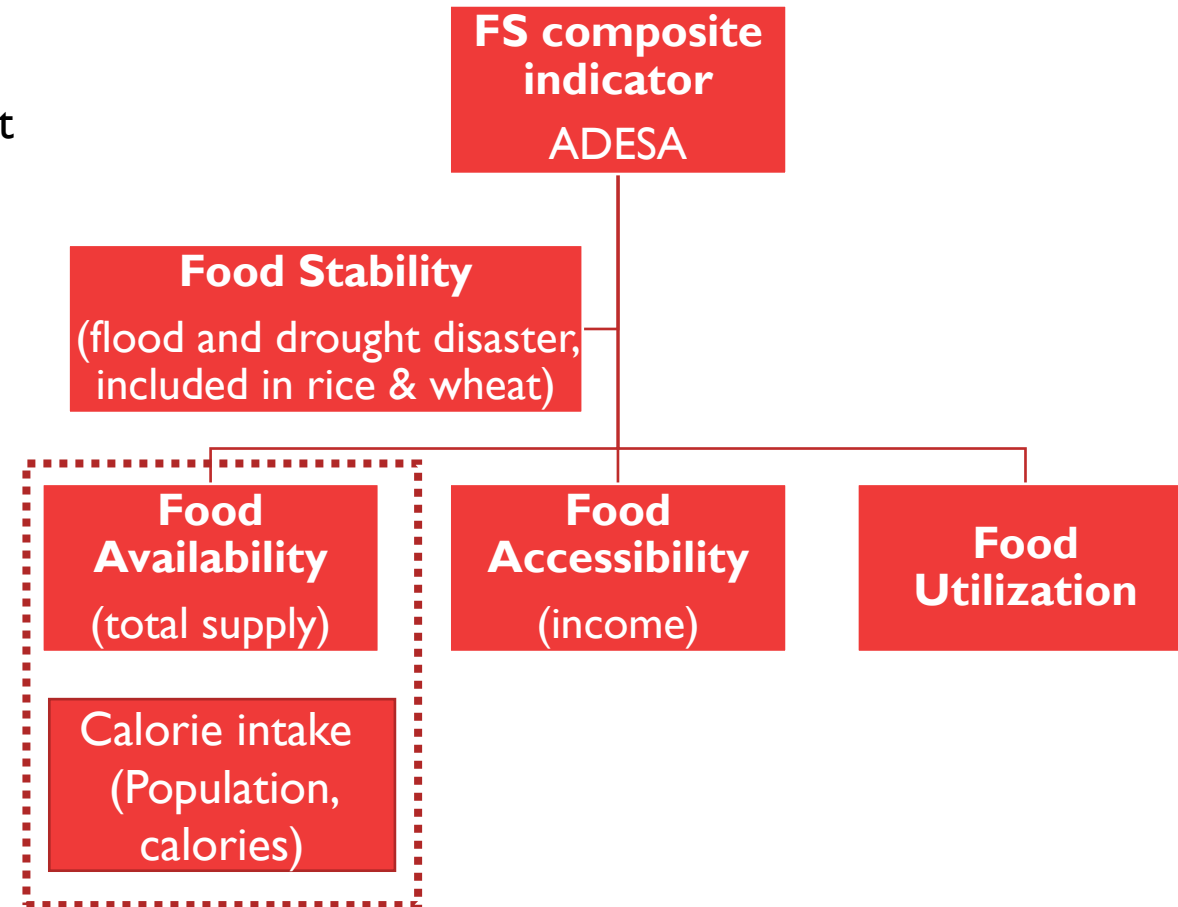 FS composite
indicator
ADESA
t
Food Stability
(flood and drought disaster,
included in rice & wheat)
Food
Availability
(total supply)
Food
Accessibility
(income)
Food
Utilization
Calorie intake
(Population,
calories)